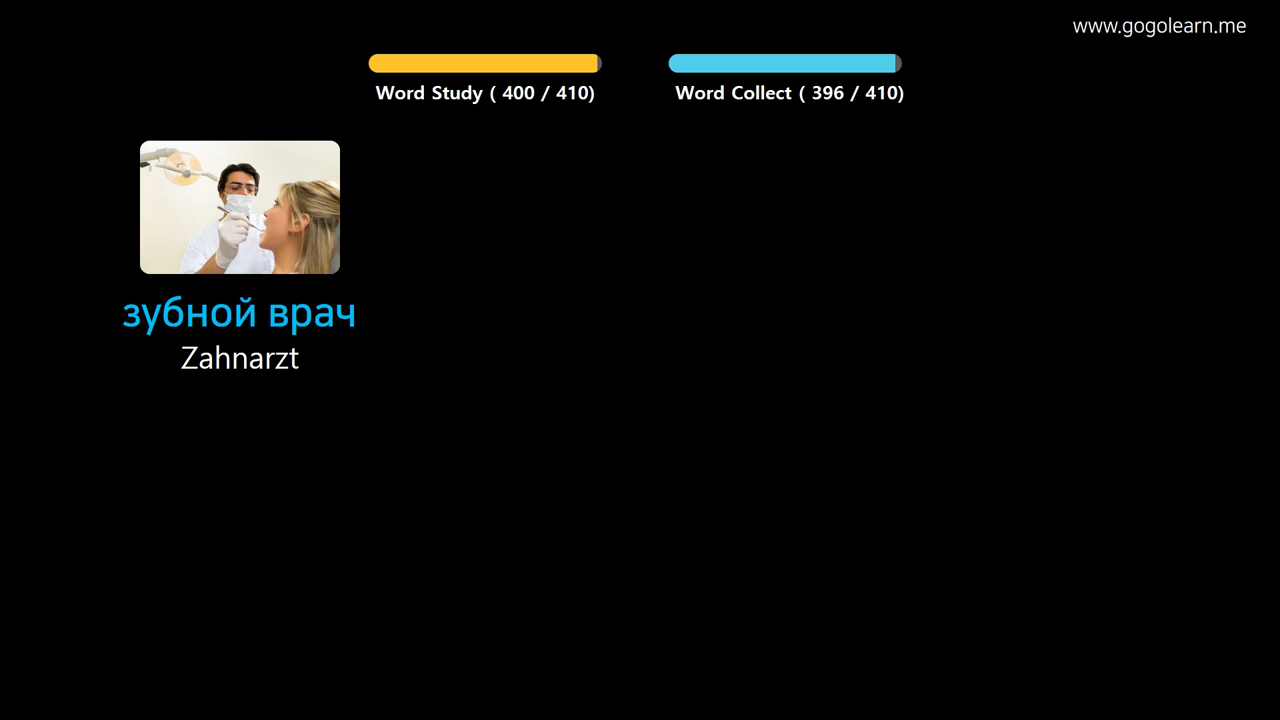 www.gogolearn.me
Word Study ( 400 / 410)
Word Collect ( 396 / 410)
зубной врач
Zahnarzt